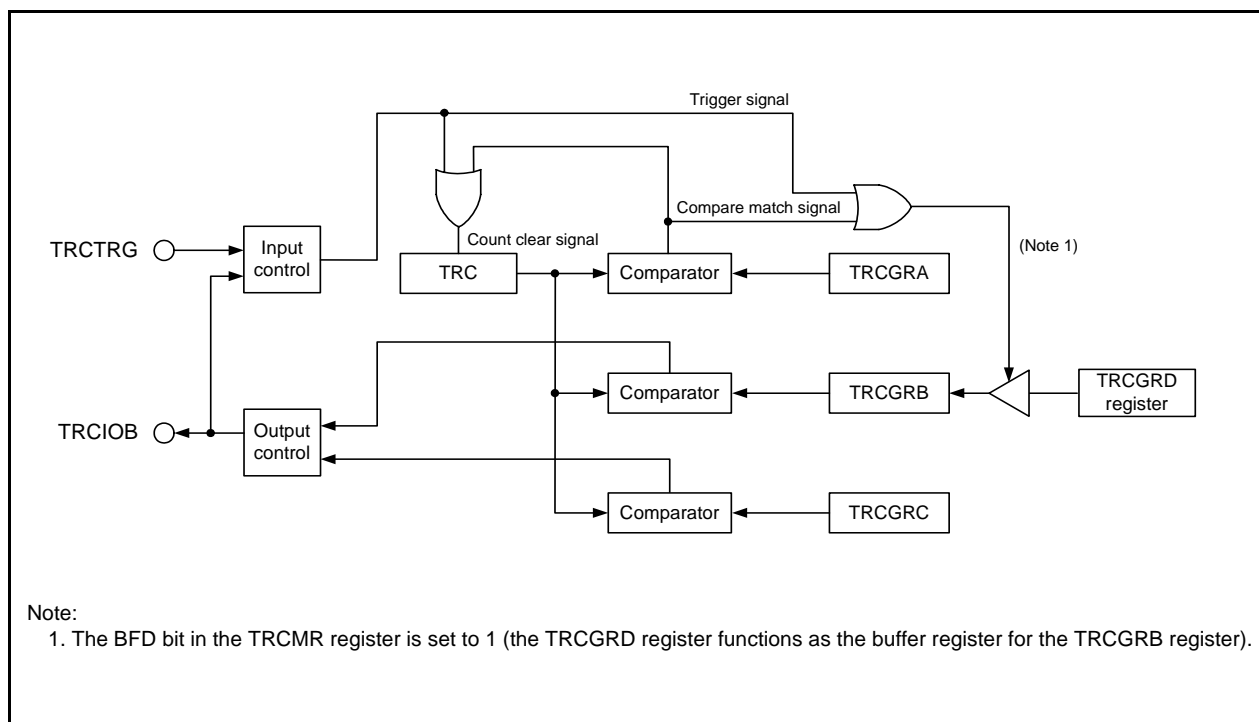 Trigger signal
Compare match signal
TRCTRG
Input
control
Count clear signal
(Note 1)
TRC
Comparator
TRCGRA
Comparator
TRCGRB
TRCGRD
register
TRCIOB
Output
control
Comparator
TRCGRC
Note:
1. The BFD bit in the TRCMR register is set to 1 (the TRCGRD register functions as the buffer register for the TRCGRB register).